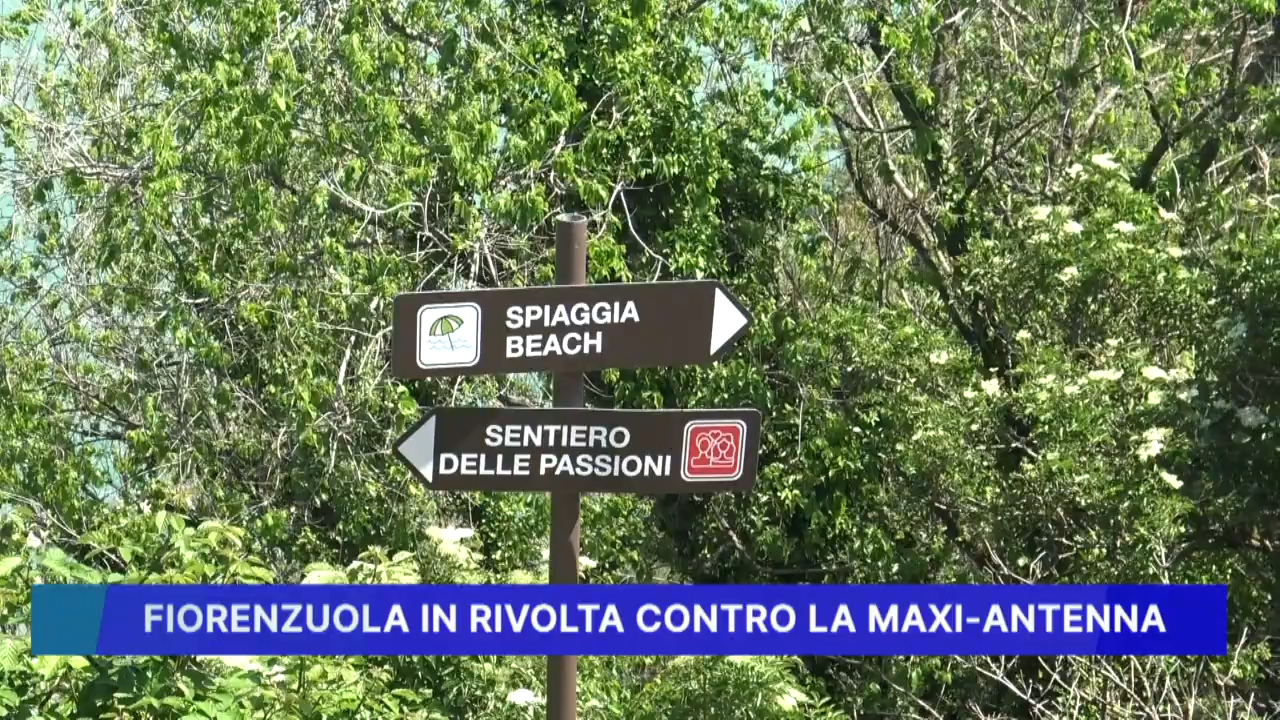 SPIAGGIA
BEACH
SENTIERO
DELLE PASSIONI
FIORENZUOLA IN RIVOLTA CONTRO LA MAXI-ANTENNA